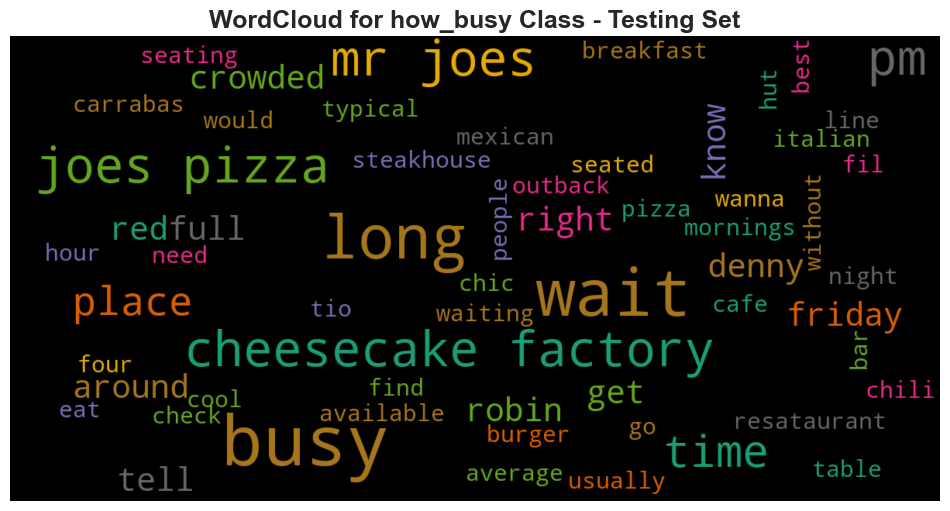 WordCloud for how_busy Class - Testing Set
seating
mr joes
breakfast
best
pm
crowded
hut
carrabas
would
typical
mexican
know
line
italian
joes pizza
steakhouse
seated
fil
people
outback
wanna
without
red
full
long
right
pizza
mornings
hour
need
denny
night
chic
wait
place
tio
waiting
cafe
friday
cheesecake factory
bar
four
around
cool
find
get
chili
eat
check
available
robin
go
resataurant
busy
burger
time
tell
average
usually
table